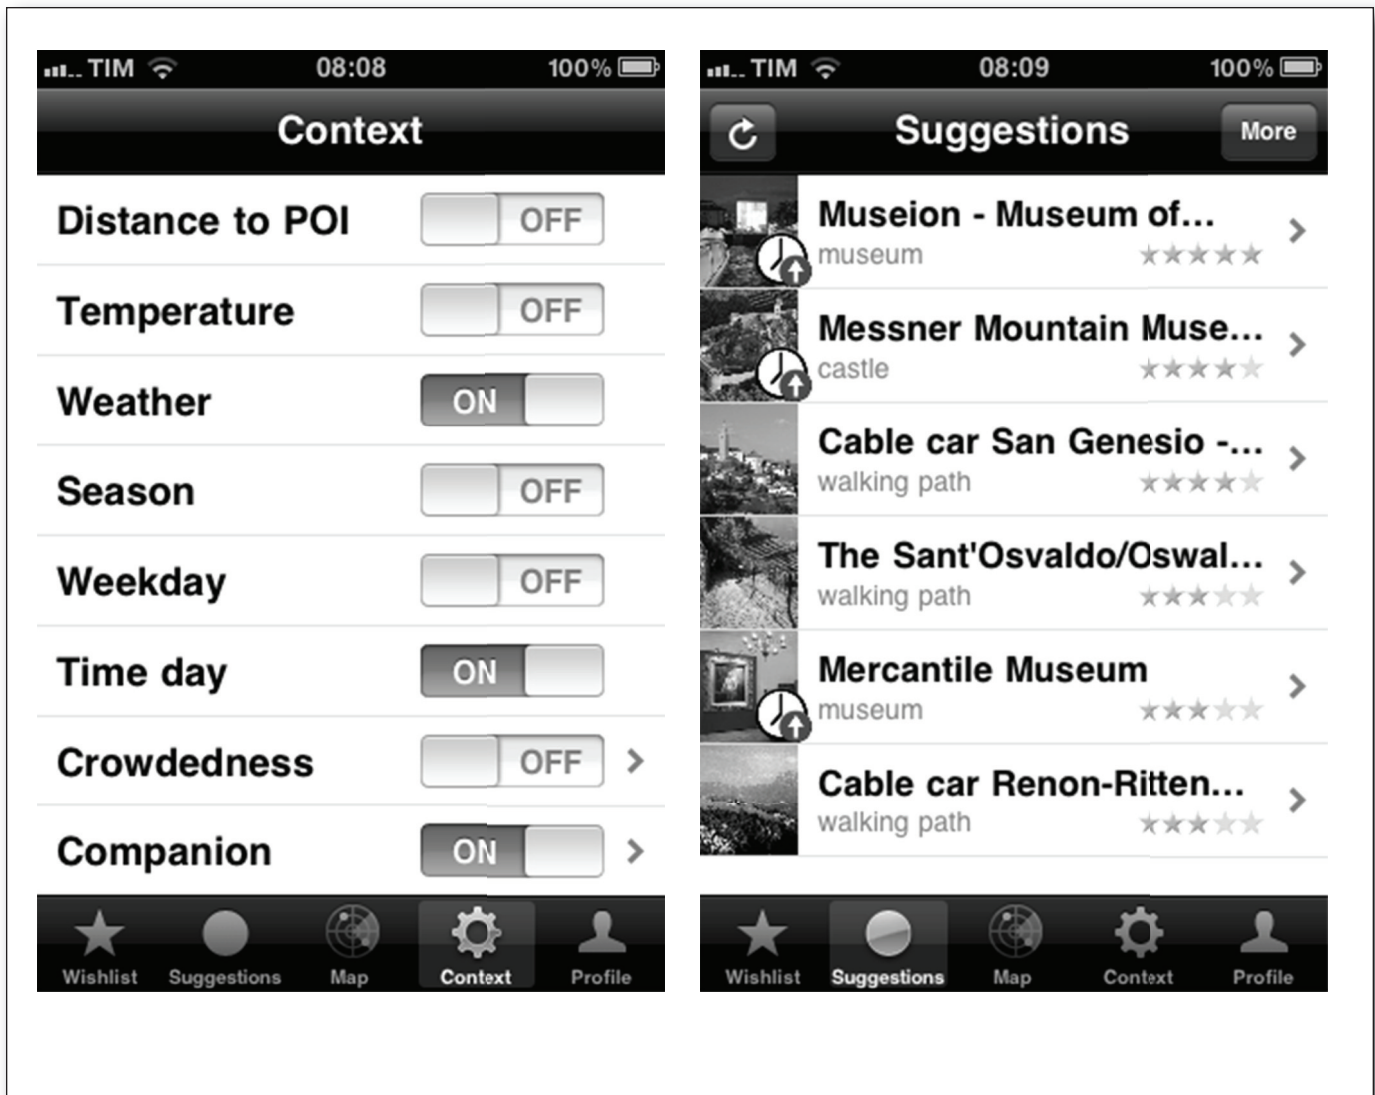 TIM 08:08 100%
Context
Distance to POI OFF
Temperature OFF
Weather ON
Season OFF
Weekday OFF
Time day ON
Crowdedness OFF
Companion ON
Wishlist Suggestions Map Context Profile
TIM 08:09 100%
Suggestions More
Museion - Museum of...
museum
Messner Mountain Muse...
castle
Cable car San Genesio -...
walking path
The Sant'Osvaldo/Oswal...
walking path
Mercantile Museum
museum
Cable car Renon-Ritten...
walking path
Wishlist Suggestions Map Context Profile